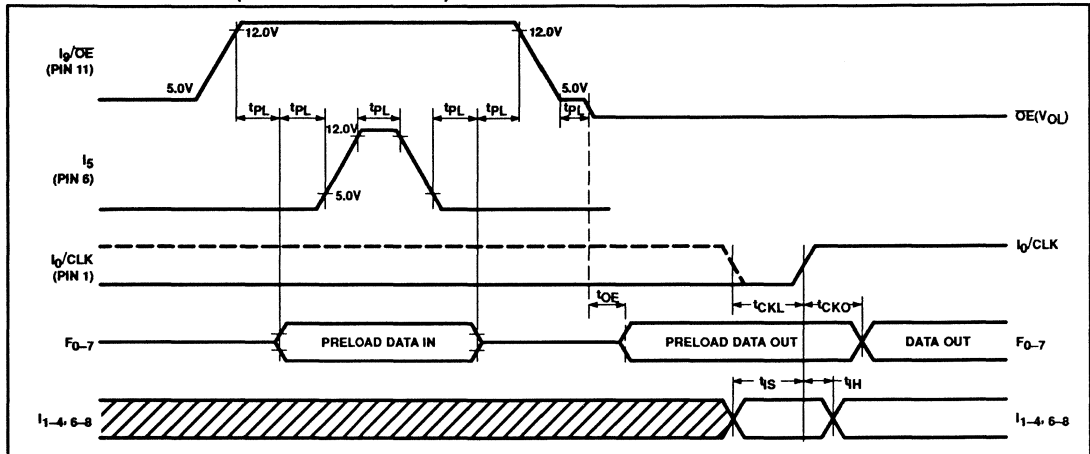 I9/OE
(PIN 11)
12.0V
12.0V
5.0V
5.0V
tPL tPL tPL tPL tPL tPL
OE(VOL)
I5
(PIN 6)
12.0V
5.0V
I0/CLK
(PIN 1)
I0/CLK
tOE
tCKL tCKO
F0–7
PRELOAD DATA IN
PRELOAD DATA OUT
DATA OUT
F0–7
tIS tIH
I1–4, 6–8
I1–4, 6–8